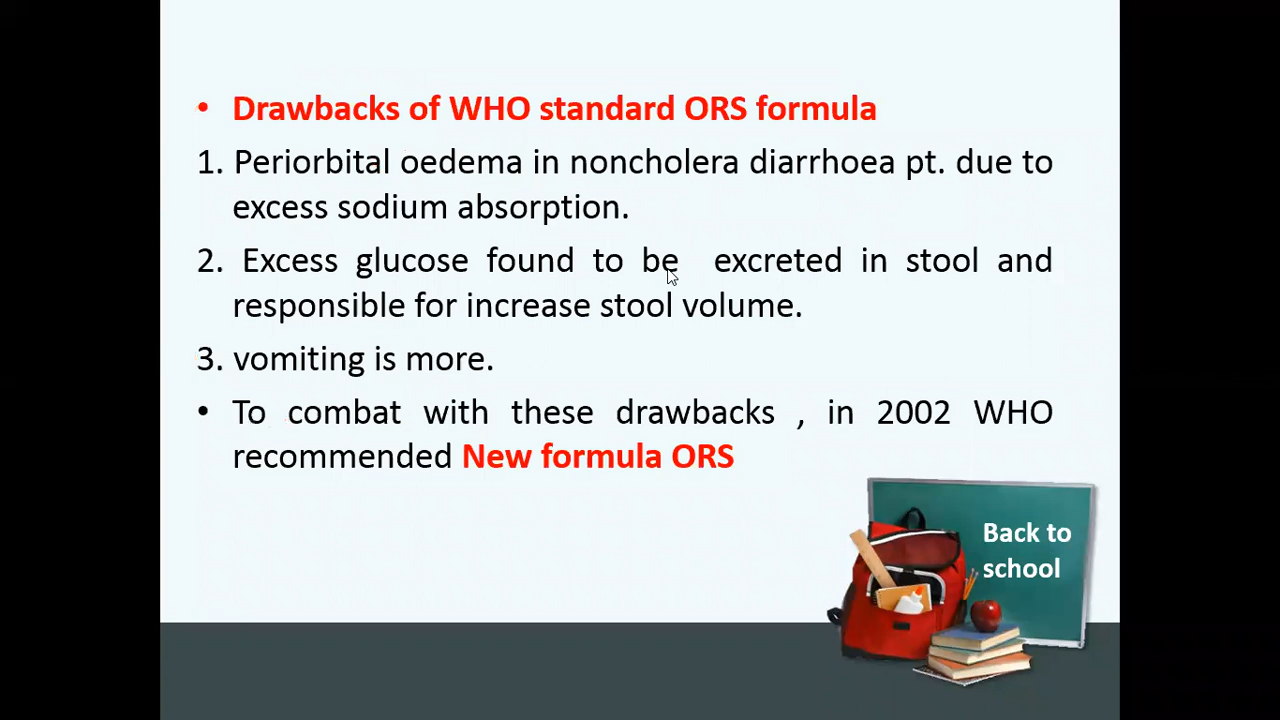 • Drawbacks of WHO standard ORS formula
1. Periorbital oedema in noncholera diarrhoea pt. due to
excess sodium absorption.
2. Excess glucose found to be excreted in stool and
responsible for increase stool volume.
3. vomiting is more.
• To combat with these drawbacks , in 2002 WHO
recommended New formula ORS
Back to
school